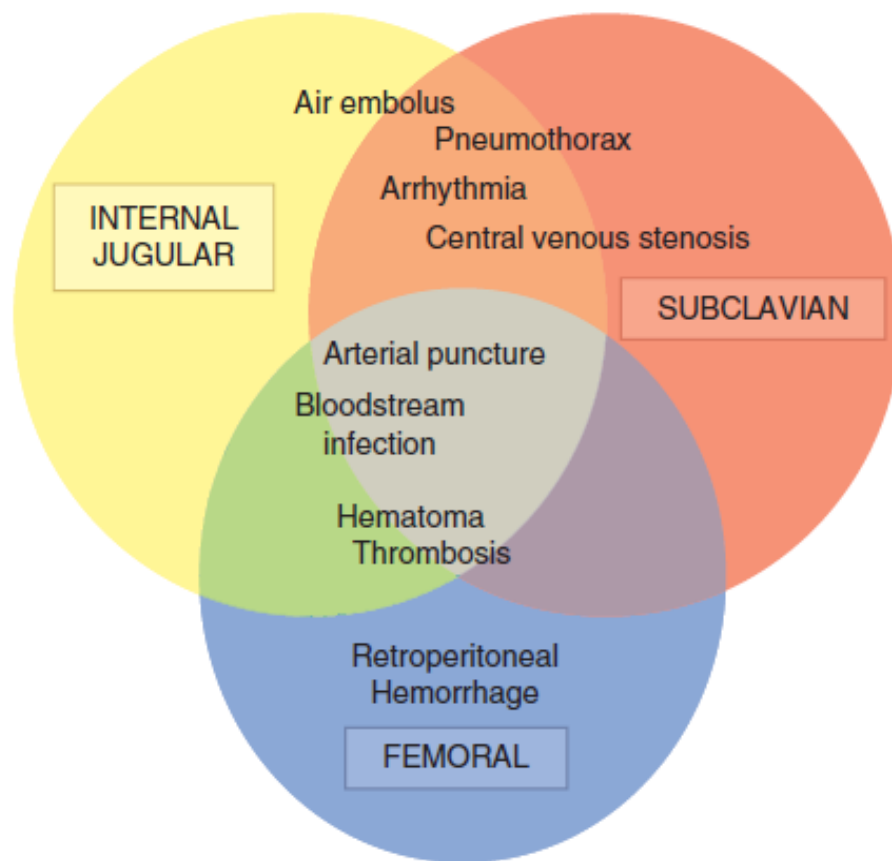 Air embolus
Pneumothorax
Arrhythmia
INTERNAL
JUGULAR
Central venous stenosis
SUBCLAVIAN
Arterial puncture
Bloodstream
infection
Hematoma
Thrombosis
Retroperitoneal
Hemorrhage
FEMORAL